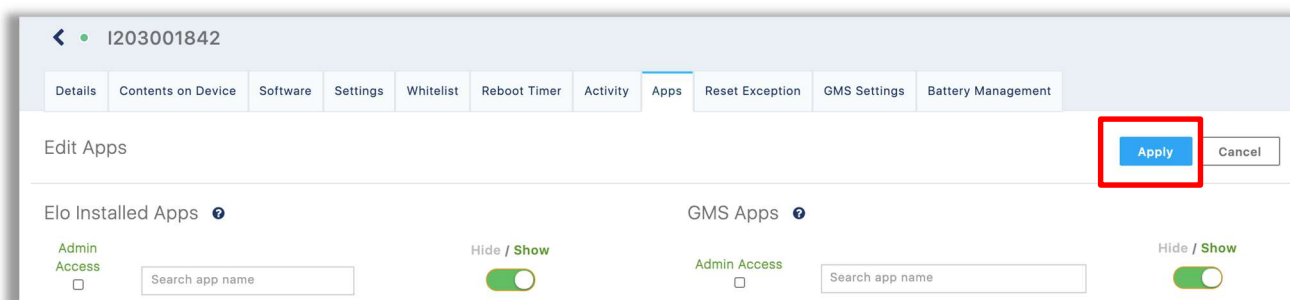 I203001842
Details Contents on Device Software Settings Whitelist Reboot Timer Activity Apps Reset Exception GMS Settings Battery Management
Edit Apps Apply Cancel
Elo Installed Apps ? GMS Apps ?
Admin Access Search app name Hide / Show Admin Access Search app name Hide / Show